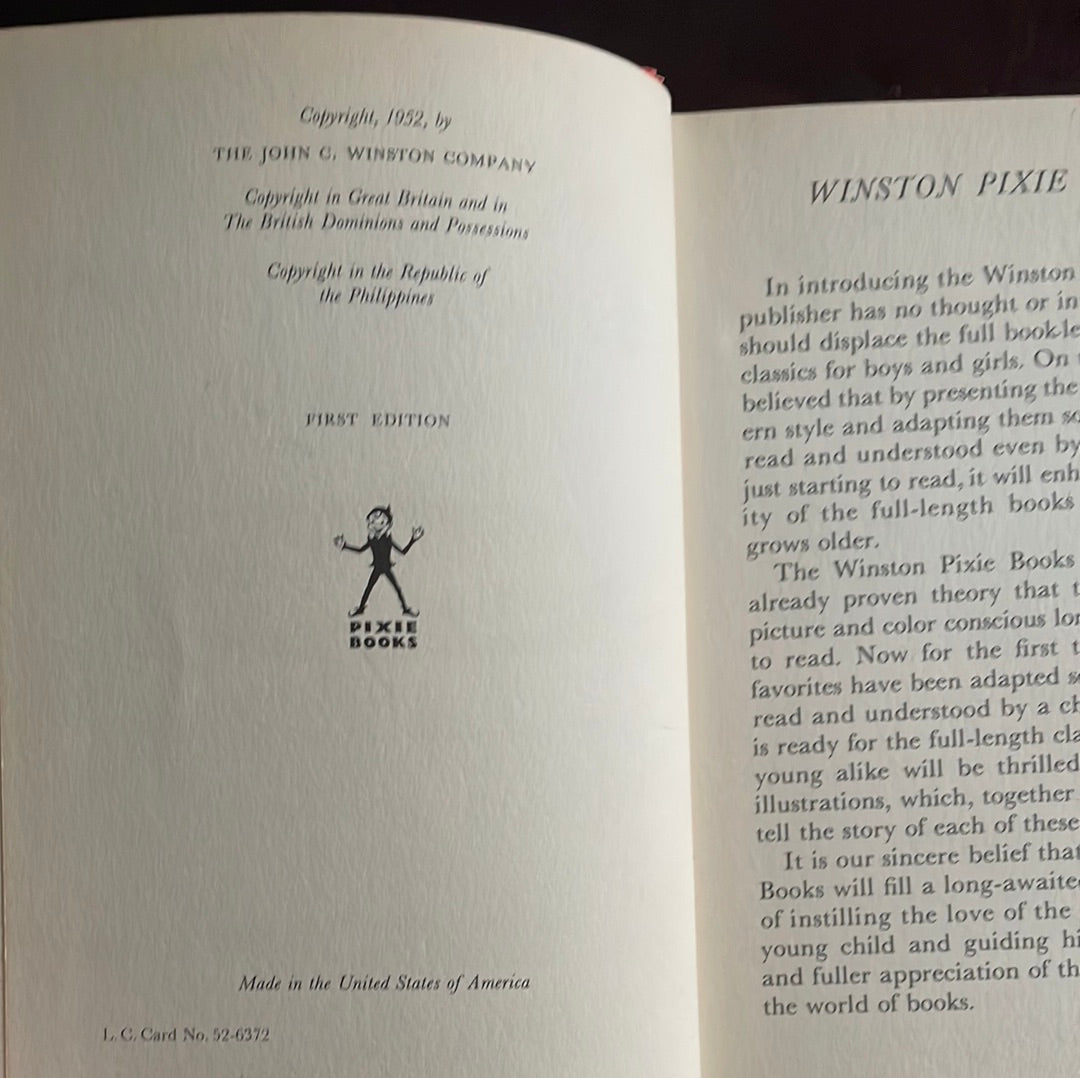 Copyright, 1952, by
THE JOHN C. WINSTON COMPANY
Copyright in Great Britain and in
The British Dominions and Possessions
Copyright in the Republic of
the Philippines
FIRST EDITION
PIXIE
BOOKS
Made in the United States of America
L. C. Card No. 52-6372
WINSTON PIXIE
In introducing the Winston
publisher has no thought or in
should displace the full book-le
classics for boys and girls. On
believed that by presenting the
ern style and adapting them so
read and understood even by
just starting to read, it will enh
ity of the full-length books
grows older.
The Winston Pixie Books
already proven theory that t
picture and color conscious lon
to read. Now for the first t
favorites have been adapted s
read and understood by a ch
is ready for the full-length cla
young alike will be thrilled
illustrations, which, together
tell the story of each of these
It is our sincere belief that
Books will fill a long-awaite
of instilling the love of the
young child and guiding hi
and fuller appreciation of th
the world of books.